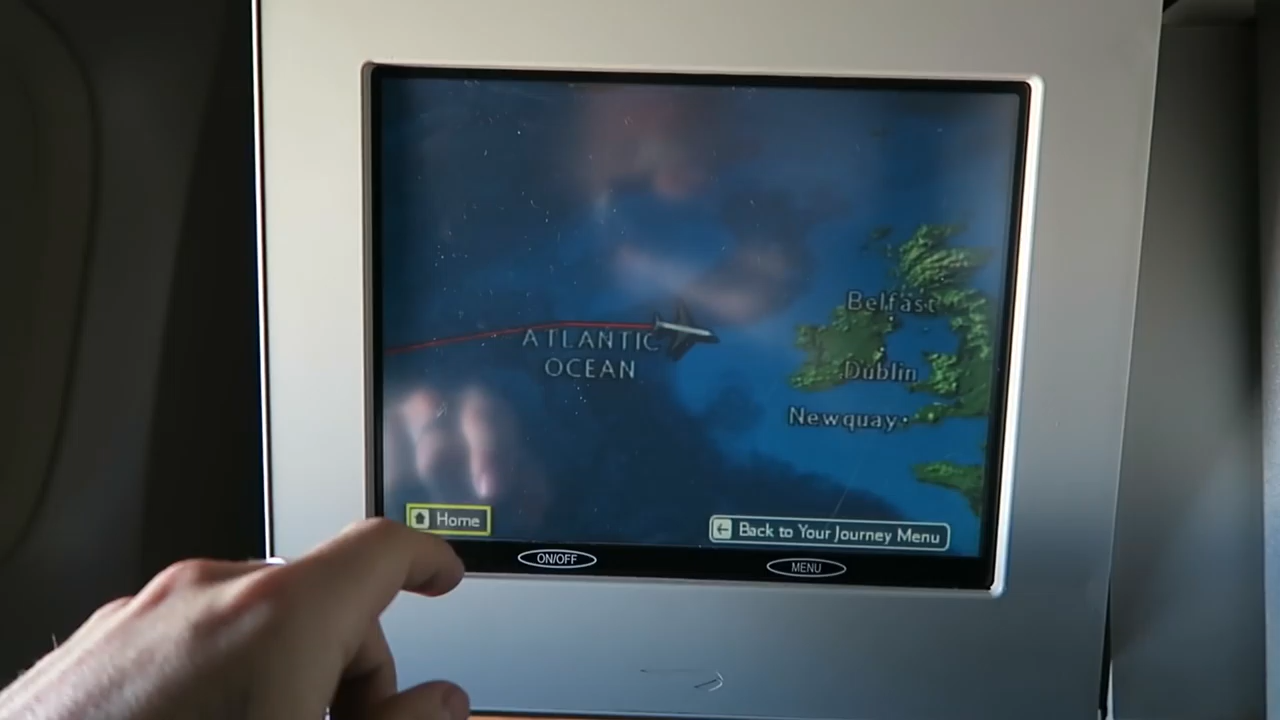 Belfast
ATLANTIC
OCEAN
Dublin
Newquay
Home
Back to Your Journey Menu
ON/OFF
MENU